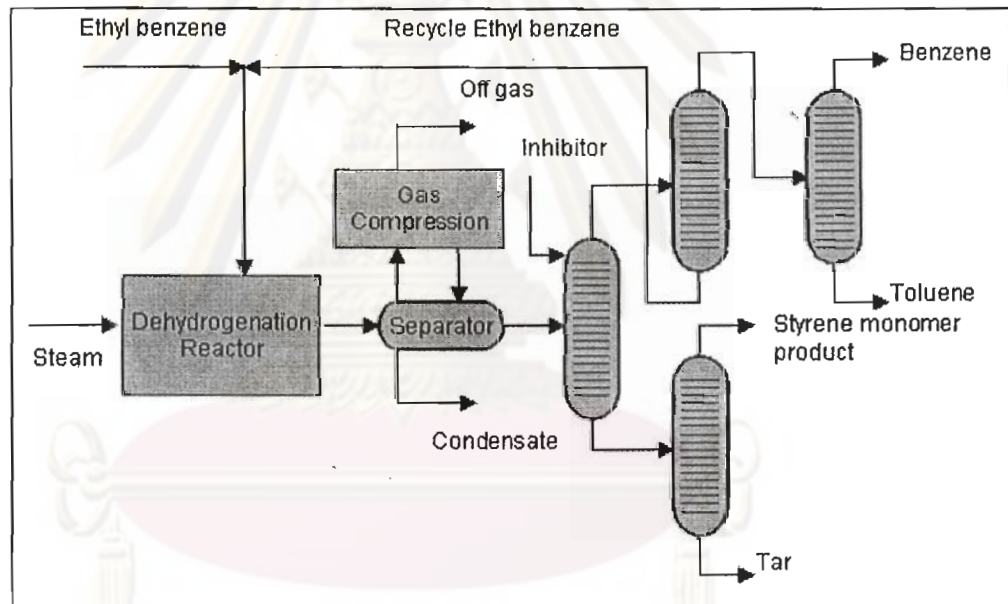 Ethyl benzene
Recycle Ethyl benzene
Benzene
Off gas
Inhibitor
Gas
Compression
Dehydrogenation
Reactor
Separator
Steam
Toluene
Styrene monomer
product
Condensate
Tar